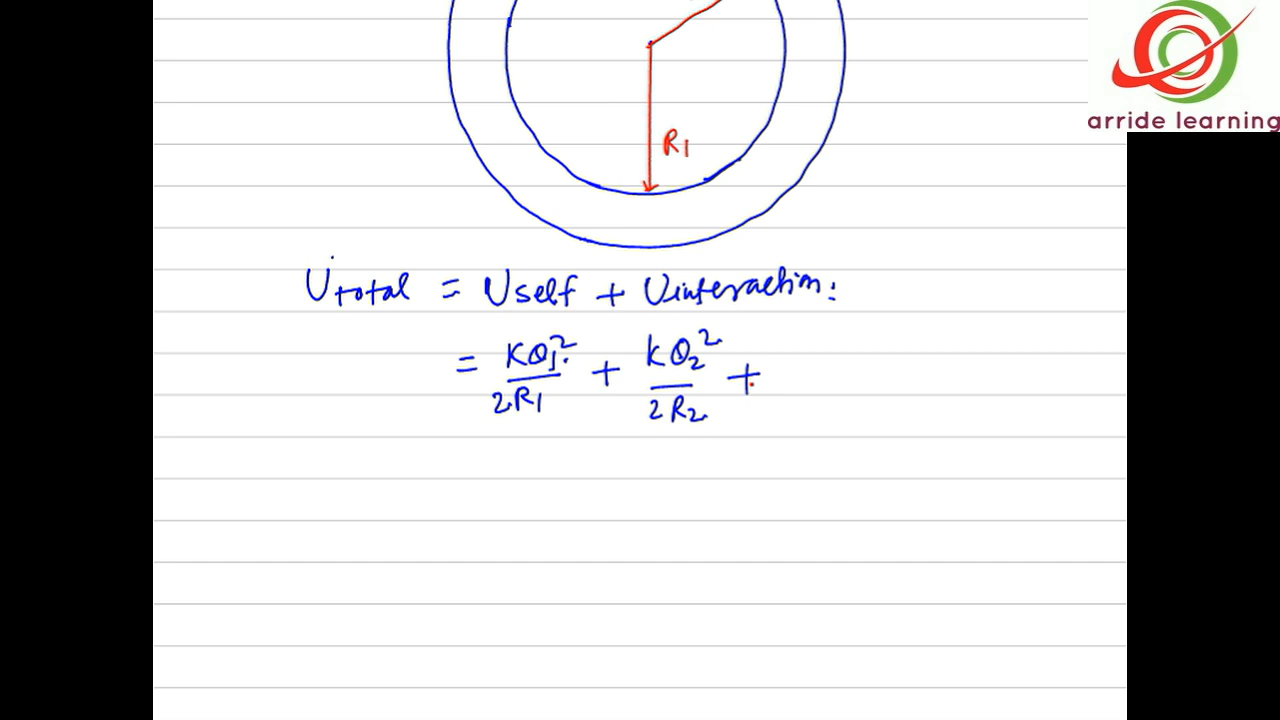 arride learning
R1
Utotal = Uself + Uinteraction:
= KQ1²/2R1 + kQ2²/2R2 +